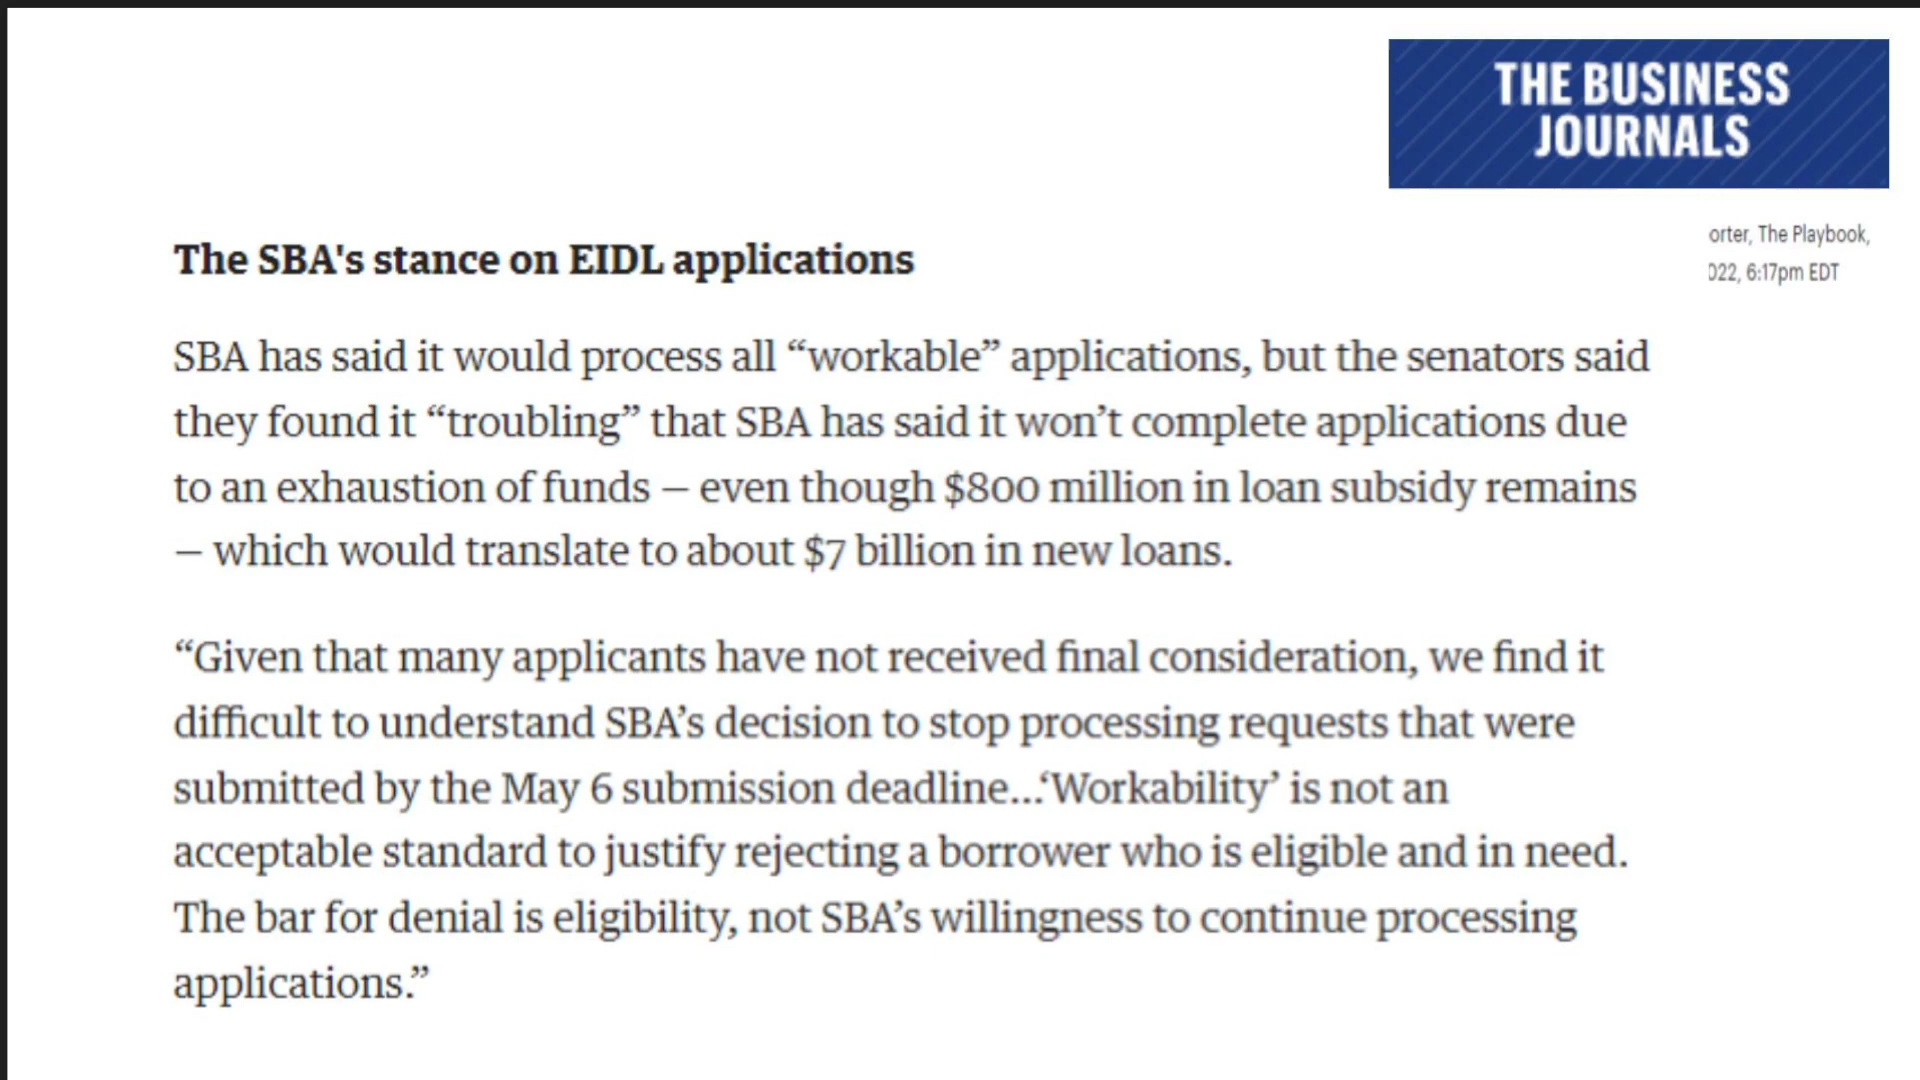 THE BUSINESS
JOURNALS
orter, The Playbook,
022, 6:17pm EDT
The SBA's stance on EIDL applications
SBA has said it would process all “workable” applications, but the senators said
they found it “troubling” that SBA has said it won’t complete applications due
to an exhaustion of funds — even though $800 million in loan subsidy remains
— which would translate to about $7 billion in new loans.
“Given that many applicants have not received final consideration, we find it
difficult to understand SBA’s decision to stop processing requests that were
submitted by the May 6 submission deadline...‘Workability’ is not an
acceptable standard to justify rejecting a borrower who is eligible and in need.
The bar for denial is eligibility, not SBA’s willingness to continue processing
applications.”